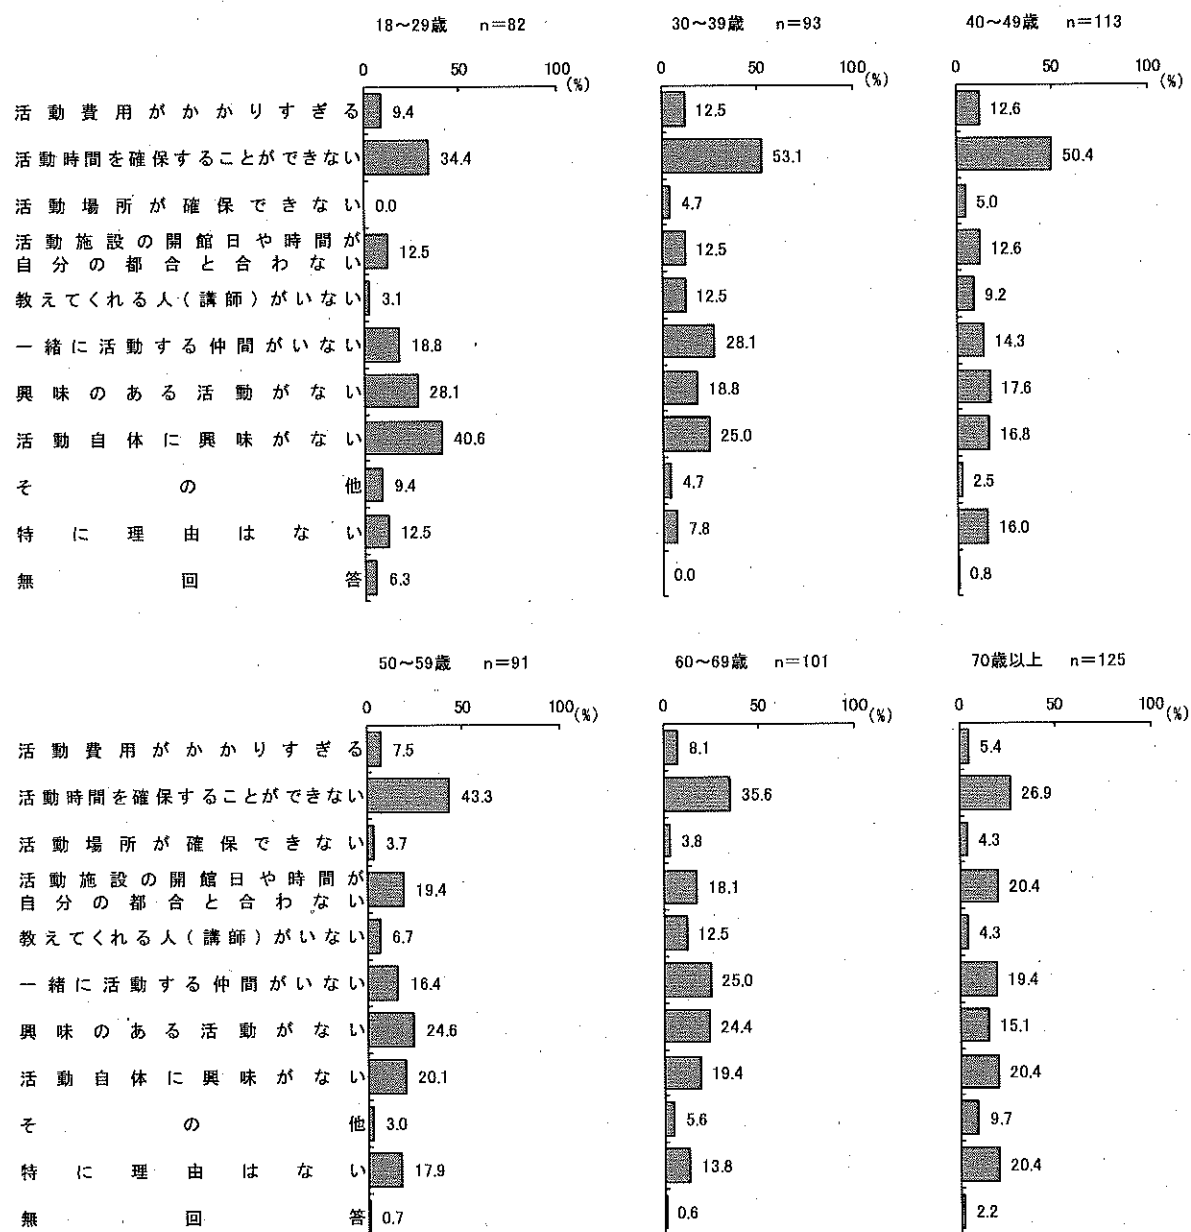 18～29歳 n＝82 30～39歳 n＝93 40～49歳 n＝113
0 50 100(%) 0 50 100(%) 0 50 100(%)
活動費用がかかりすぎる 9.4 12.5 12.6
活動時間を確保することができない 34.4 53.1 50.4
活動場所が確保できない 0.0 4.7 5.0
活動施設の開館日や時間が
自分の都合と合わない 12.5 12.5 12.6
教えてくれる人（講師）がいない 3.1 12.5 9.2
一緒に活動する仲間がいない 18.8 28.1 14.3
興味のある活動がない 28.1 18.8 17.6
活動自体に興味がない 40.6 25.0 16.8
その他 9.4 4.7 2.5
特に理由はない 12.5 7.8 16.0
無回答 6.3 0.0 0.8
50～59歳 n＝91 60～69歳 n＝101 70歳以上 n＝125
0 50 100(%) 0 50 100(%) 0 50 100(%)
活動費用がかかりすぎる 7.5 8.1 5.4
活動時間を確保することができない 43.3 35.6 26.9
活動場所が確保できない 3.7 3.8 4.3
活動施設の開館日や時間が
自分の都合と合わない 19.4 18.1 20.4
教えてくれる人（講師）がいない 6.7 12.5 4.3
一緒に活動する仲間がいない 16.4 25.0 19.4
興味のある活動がない 24.6 24.4 15.1
活動自体に興味がない 20.1 19.4 20.4
その他 3.0 5.6 9.7
特に理由はない 17.9 13.8 20.4
無回答 0.7 0.6 2.2